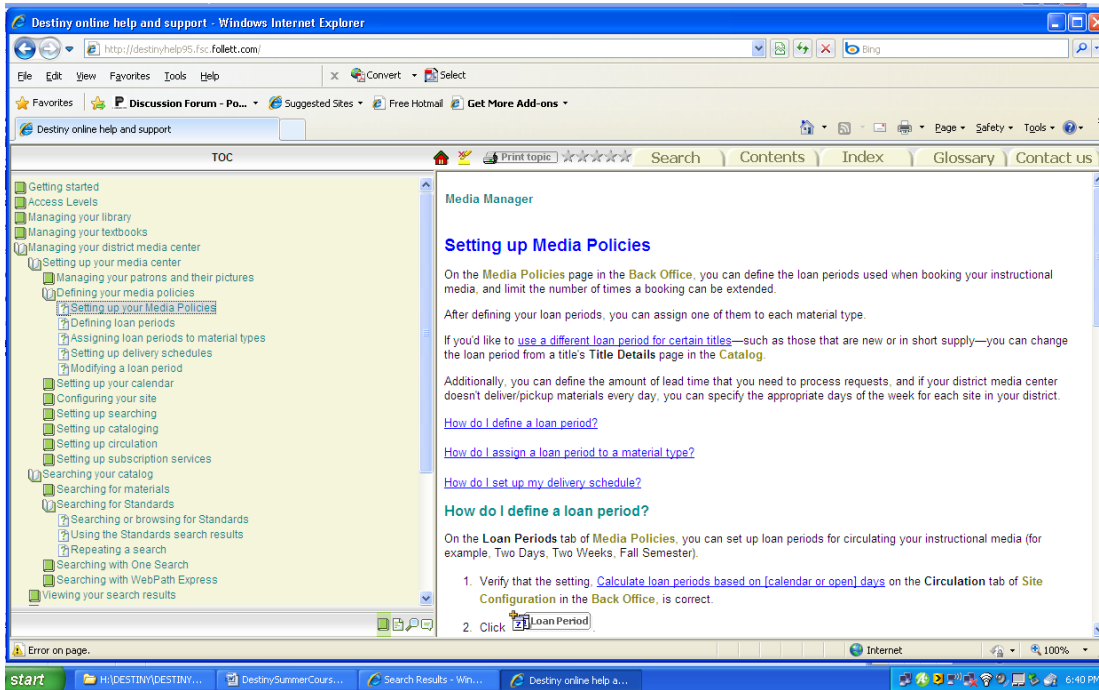 Destiny online help and support - Windows Internet Explorer
http://destinyhelp95.fsc.follett.com/
Bing
File Edit View Favorites Tools Help
x Convert Select
Favorites Discussion Forum - Po... Suggested Sites Free Hotmail Get More Add-ons
Destiny online help and support
Page Safety Tools
TOC
Print topic
Search Contents Index Glossary Contact us
Getting started
Access Levels
Managing your library
Managing your textbooks
Managing your district media center
Setting up your media center
Managing your patrons and their pictures
Defining your media policies
Setting up your Media Policies
Defining loan periods
Assigning loan periods to material types
Setting up delivery schedules
Modifying a loan period
Setting up your calendar
Configuring your site
Setting up searching
Setting up cataloging
Setting up circulation
Setting up subscription services
Searching your catalog
Searching for materials
Searching for Standards
Searching or browsing for Standards
Using the Standards search results
Repeating a search
Searching with One Search
Searching with WebPath Express
Viewing your search results
Media Manager
Setting up Media Policies
On the Media Policies page in the Back Office, you can define the loan periods used when booking your instructional
media, and limit the number of times a booking can be extended.
After defining your loan periods, you can assign one of them to each material type.
If you'd like to use a different loan period for certain titles—such as those that are new or in short supply—you can change
the loan period from a title's Title Details page in the Catalog.
Additionally, you can define the amount of lead time that you need to process requests, and if your district media center
doesn't deliver/pickup materials every day, you can specify the appropriate days of the week for each site in your district.
How do I define a loan period?
How do I assign a loan period to a material type?
How do I set up my delivery schedule?
How do I define a loan period?
On the Loan Periods tab of Media Policies, you can set up loan periods for circulating your instructional media (for
example, Two Days, Two Weeks, Fall Semester).
1. Verify that the setting, Calculate loan periods based on [calendar or open] days on the Circulation tab of Site
Configuration in the Back Office, is correct.
2. Click Loan Period .
Error on page.
Internet
100%
start
H:\DESTINY\DESTINY...
DestinySummerCours...
Search Results - Win...
Destiny online help a...
6:40 PM